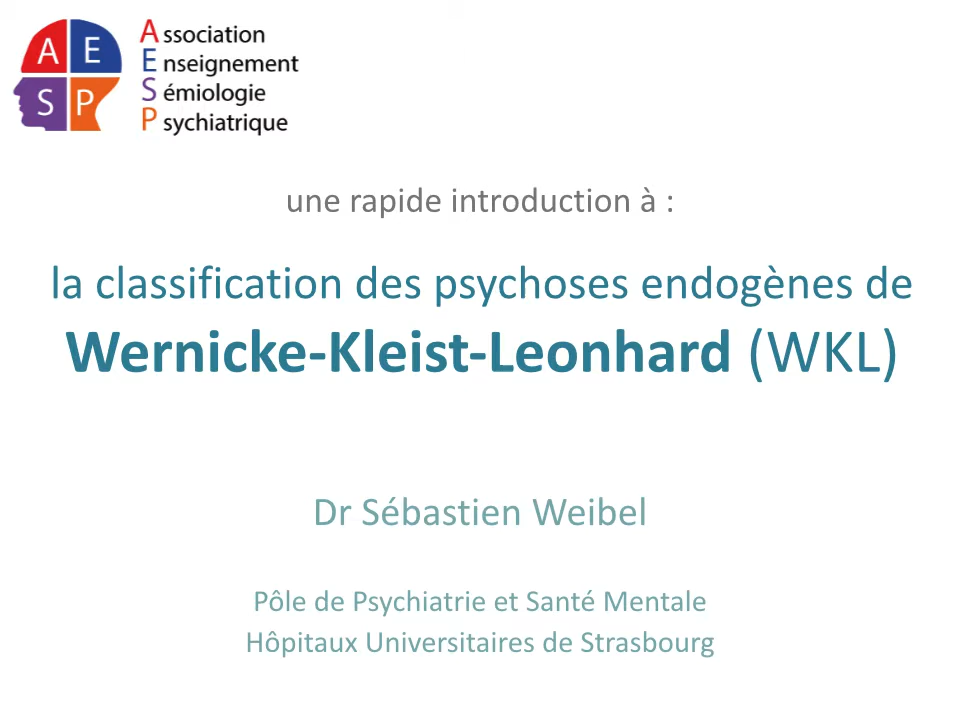 A E
S P
Association
Enseignement
Sémiologie
Psychiatrique
une rapide introduction à :
la classification des psychoses endogènes de
Wernicke-Kleist-Leonhard (WKL)
Dr Sébastien Weibel
Pôle de Psychiatrie et Santé Mentale
Hôpitaux Universitaires de Strasbourg